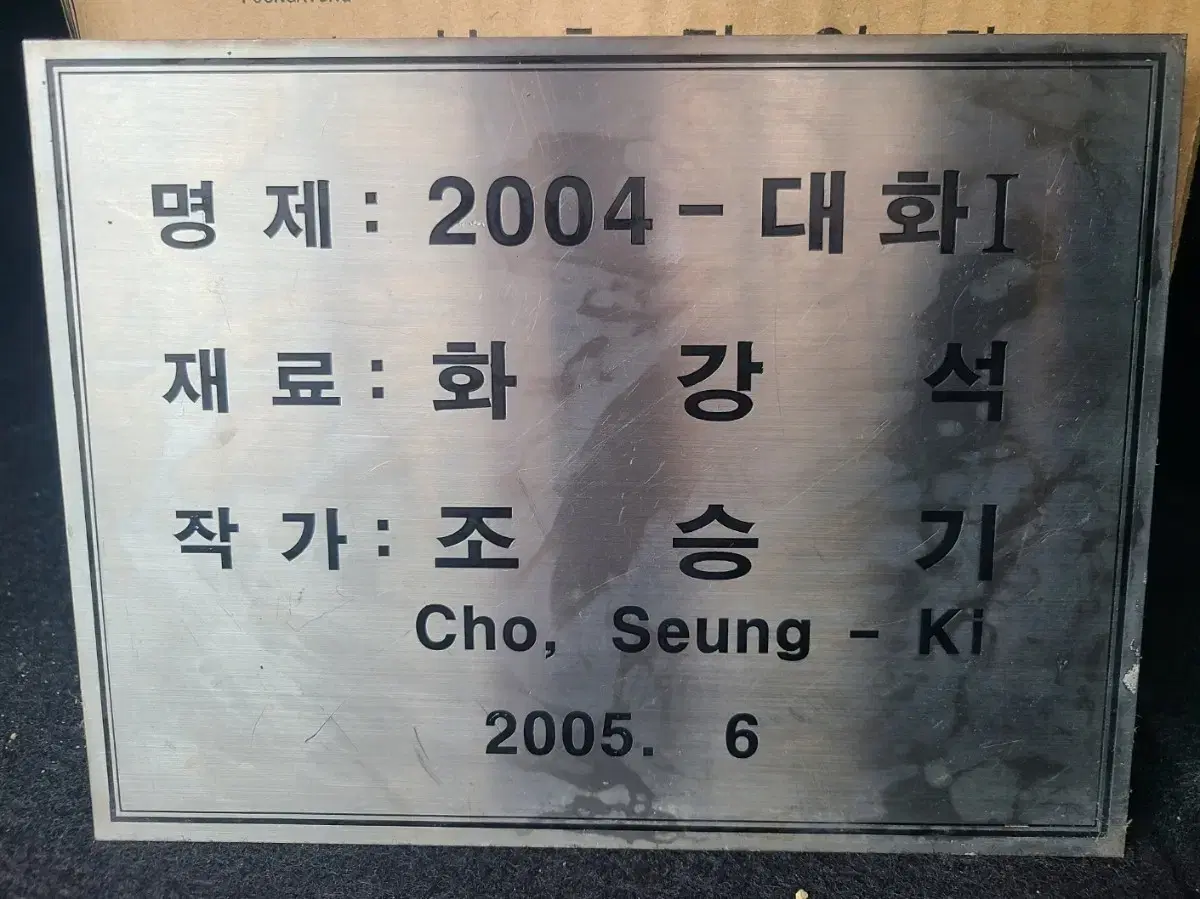 명 제 : 2004 - 대화 I
재 료 : 화 강 석
작 가 : 조 승 기
Cho, Seung - Ki
2005. 6